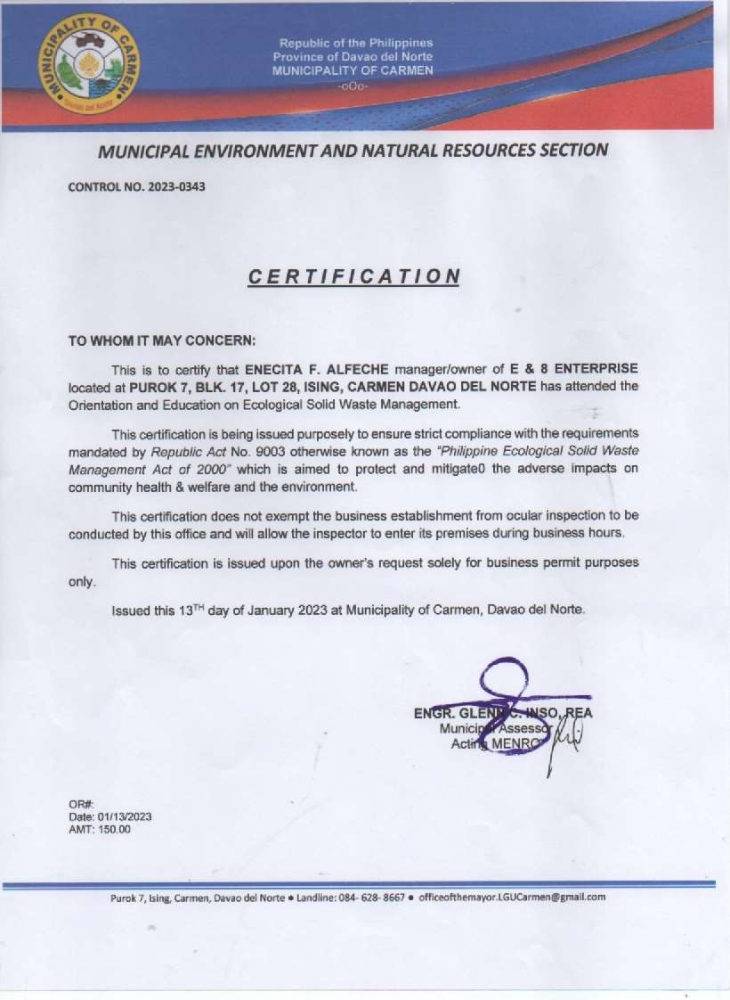 MUNICIPALITY OF CARMEN
Davao del Norte
Republic of the Philippines
Province of Davao del Norte
MUNICIPALITY OF CARMEN
-oOo-
MUNICIPAL ENVIRONMENT AND NATURAL RESOURCES SECTION
CONTROL NO. 2023-0343
CERTIFICATION
TO WHOM IT MAY CONCERN:
This is to certify that ENECITA F. ALFECHE manager/owner of E & 8 ENTERPRISE
located at PUROK 7, BLK. 17, LOT 28, ISING, CARMEN DAVAO DEL NORTE has attended the
Orientation and Education on Ecological Solid Waste Management.
This certification is being issued purposely to ensure strict compliance with the requirements
mandated by Republic Act No. 9003 otherwise known as the "Philippine Ecological Solid Waste
Management Act of 2000" which is aimed to protect and mitigate0 the adverse impacts on
community health & welfare and the environment.
This certification does not exempt the business establishment from ocular inspection to be
conducted by this office and will allow the inspector to enter its premises during business hours.
This certification is issued upon the owner's request solely for business permit purposes
only.
Issued this 13TH day of January 2023 at Municipality of Carmen, Davao del Norte.
ENGR. GLENN C. INSO, REA
Municipal Assessor
Acting MENRO
OR#:
Date: 01/13/2023
AMT: 150.00
Purok 7, Ising, Carmen, Davao del Norte ● Landline: 084- 628- 8667 ● officeofthemayor.LGUCarmen@gmail.com